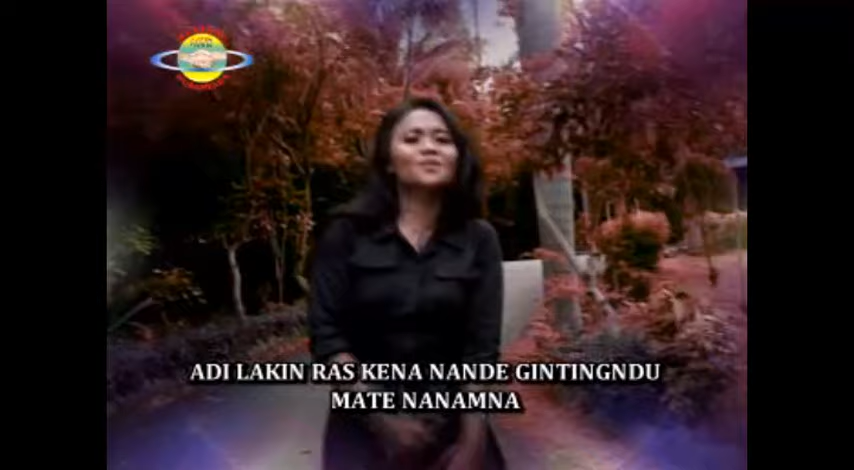 ADI LAKIN RAS KENA NANDE GINTINGNDU
MATE NANAMNA